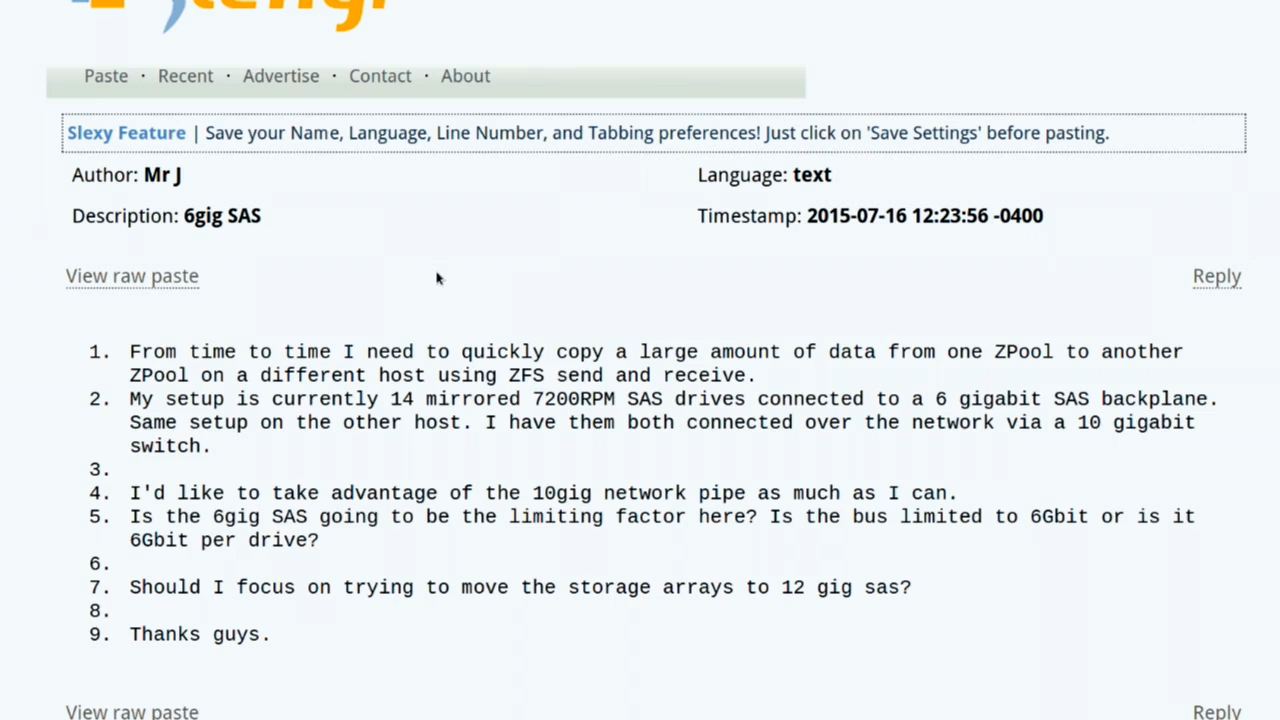 Paste · Recent · Advertise · Contact · About
Slexy Feature | Save your Name, Language, Line Number, and Tabbing preferences! Just click on 'Save Settings' before pasting.
Author: Mr J
Language: text
Description: 6gig SAS
Timestamp: 2015-07-16 12:23:56 -0400
View raw paste
Reply
1. From time to time I need to quickly copy a large amount of data from one ZPool to another
ZPool on a different host using ZFS send and receive.
2. My setup is currently 14 mirrored 7200RPM SAS drives connected to a 6 gigabit SAS backplane.
Same setup on the other host. I have them both connected over the network via a 10 gigabit
switch.
3.
4. I'd like to take advantage of the 10gig network pipe as much as I can.
5. Is the 6gig SAS going to be the limiting factor here? Is the bus limited to 6Gbit or is it
6Gbit per drive?
6.
7. Should I focus on trying to move the storage arrays to 12 gig sas?
8.
9. Thanks guys.
View raw paste
Reply